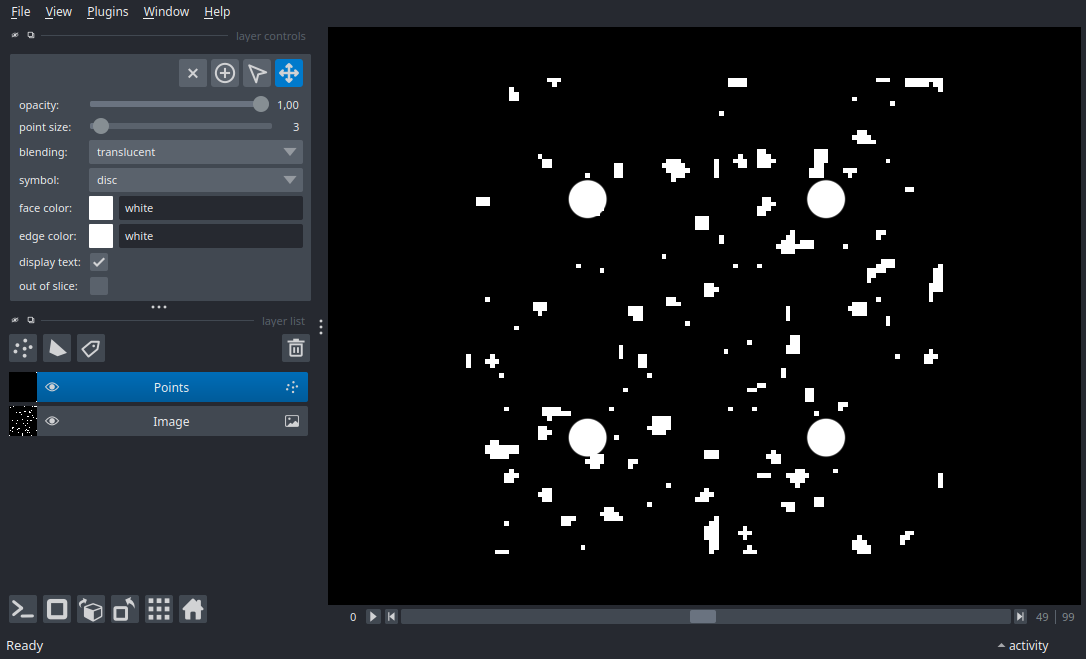 File View Plugins Window Help
layer controls
opacity: 1,00
point size: 3
blending: translucent
symbol: disc
face color: white
edge color: white
display text:
out of slice:
layer list
Points
Image
0 49 99
Ready activity